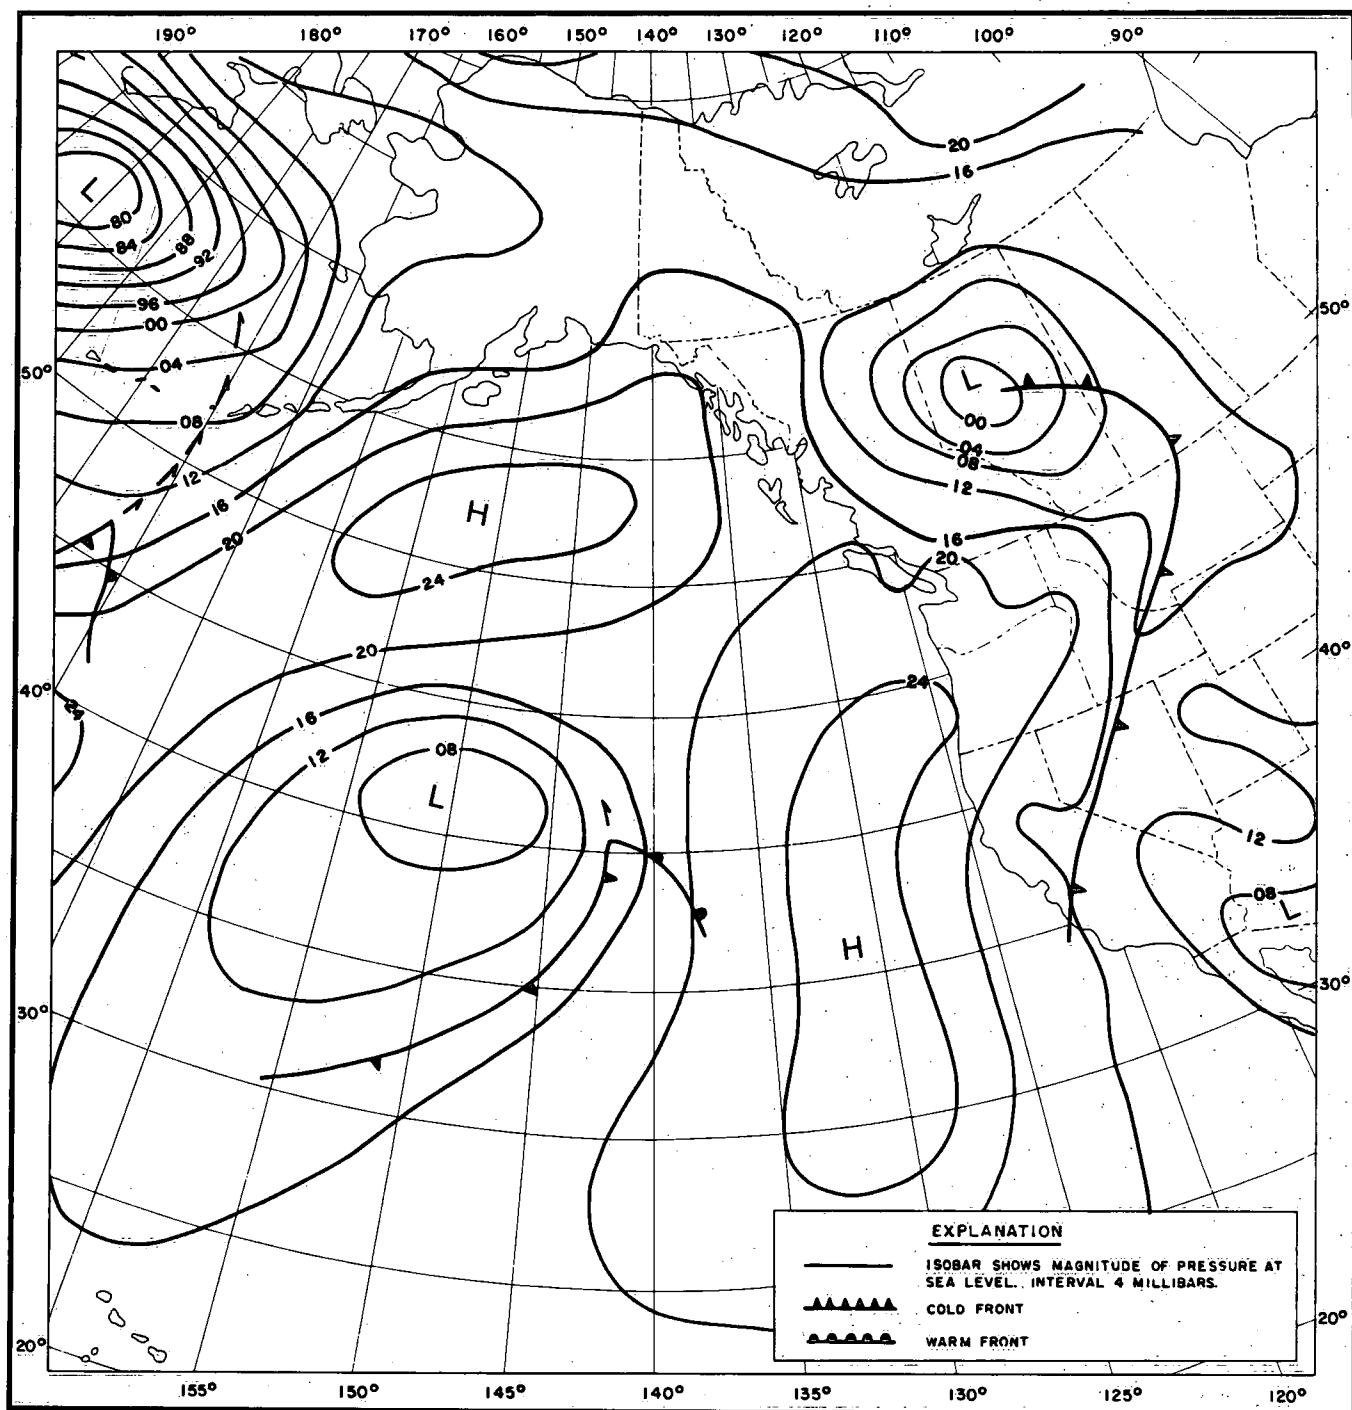 190° 180° 170° 160° 150° 140° 130° 120° 110° 100° 90°
20
16
L
80
84
88
92
96
00
04
08
12
16
20
50°
50°
L
00
04
08
12
16
20
H
24
20
16
12
08
L
24
40°
40°
24
H
12
08
L
30°
30°
20°
20°
EXPLANATION
ISOBAR SHOWS MAGNITUDE OF PRESSURE AT
SEA LEVEL. INTERVAL 4 MILLIBARS.
COLD FRONT
WARM FRONT
155° 150° 145° 140° 135° 130° 125° 120°